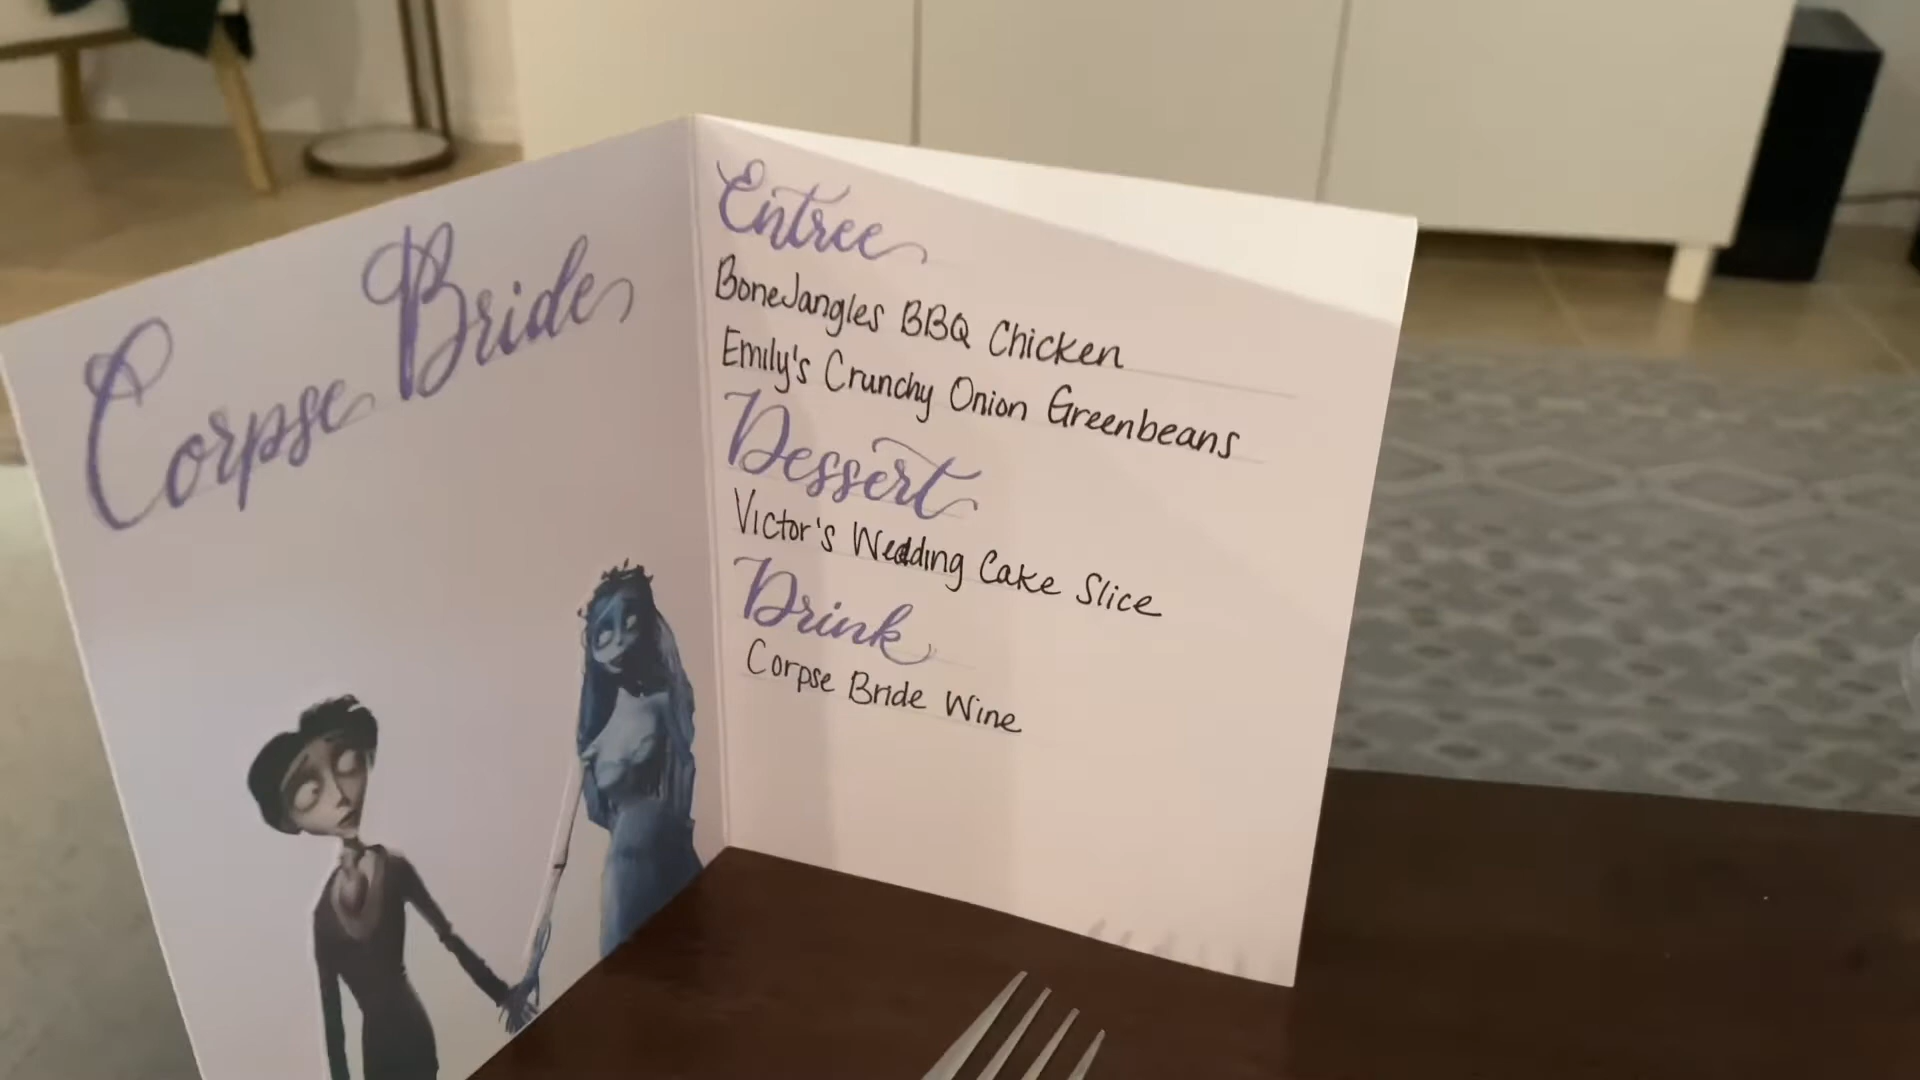 Corpse Bride
Entree
BoneJangles BBQ Chicken
Emily's Crunchy Onion Greenbeans
Dessert
Victor's Wedding Cake Slice
Drink
Corpse Bride Wine